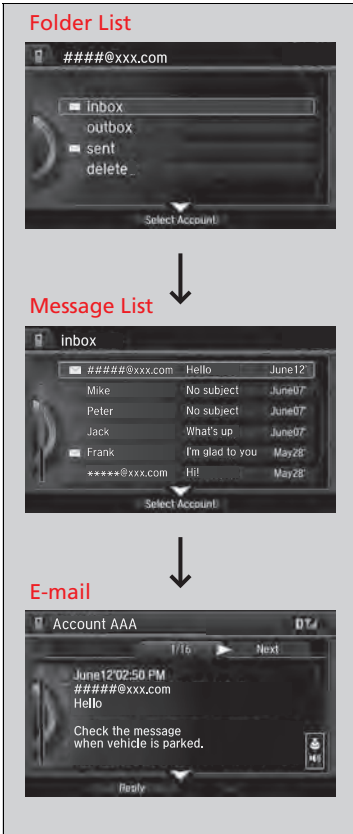 Folder List
####@xxx.com
inbox
outbox
sent
delete
Select Account
Message List
inbox
#####@xxx.com Hello June12'
Mike No subject June07'
Peter No subject June07'
Jack What's up June07'
Frank I'm glad to you May28'
*****@xxx.com Hi! May28'
Select Account
E-mail
Account AAA
1/16 Next
June12'02:50 PM
#####@xxx.com
Hello
Check the message
when vehicle is parked.
Reply